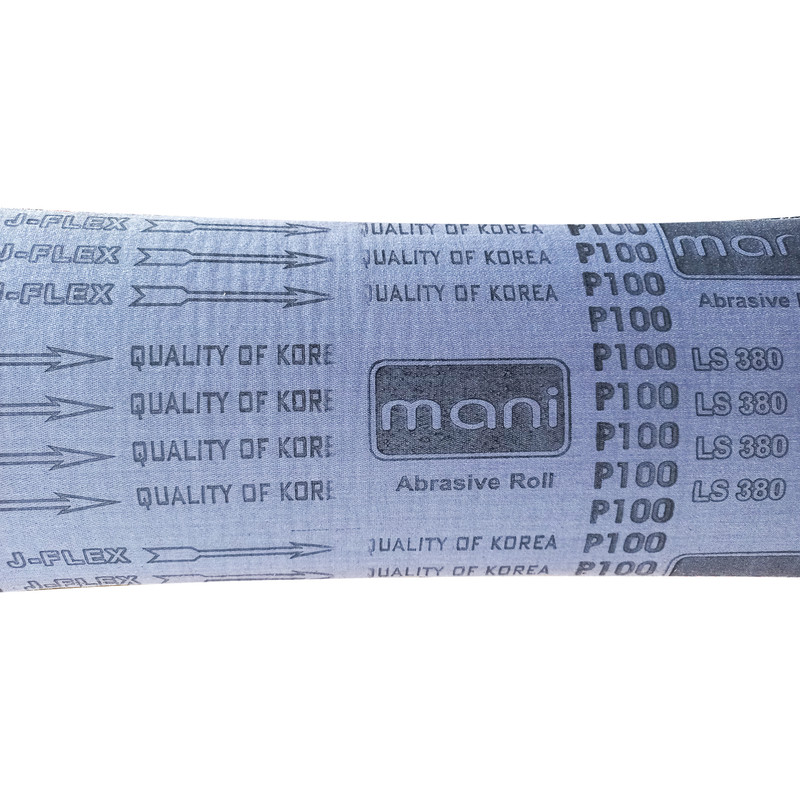 J-FLEX QUALITY OF KOREA P100
J-FLEX QUALITY OF KOREA P100 mani
J-FLEX QUALITY OF KOREA P100 Abrasive
P100
QUALITY OF KORE P100 LS 380
mani
QUALITY OF KORE P100 LS 380
QUALITY OF KORE P100 LS 380
Abrasive Roll P100
QUALITY OF KORE LS 380
P100
J-FLEX QUALITY OF KOREA P100
J-FLEX QUALITY OF KOREA P100